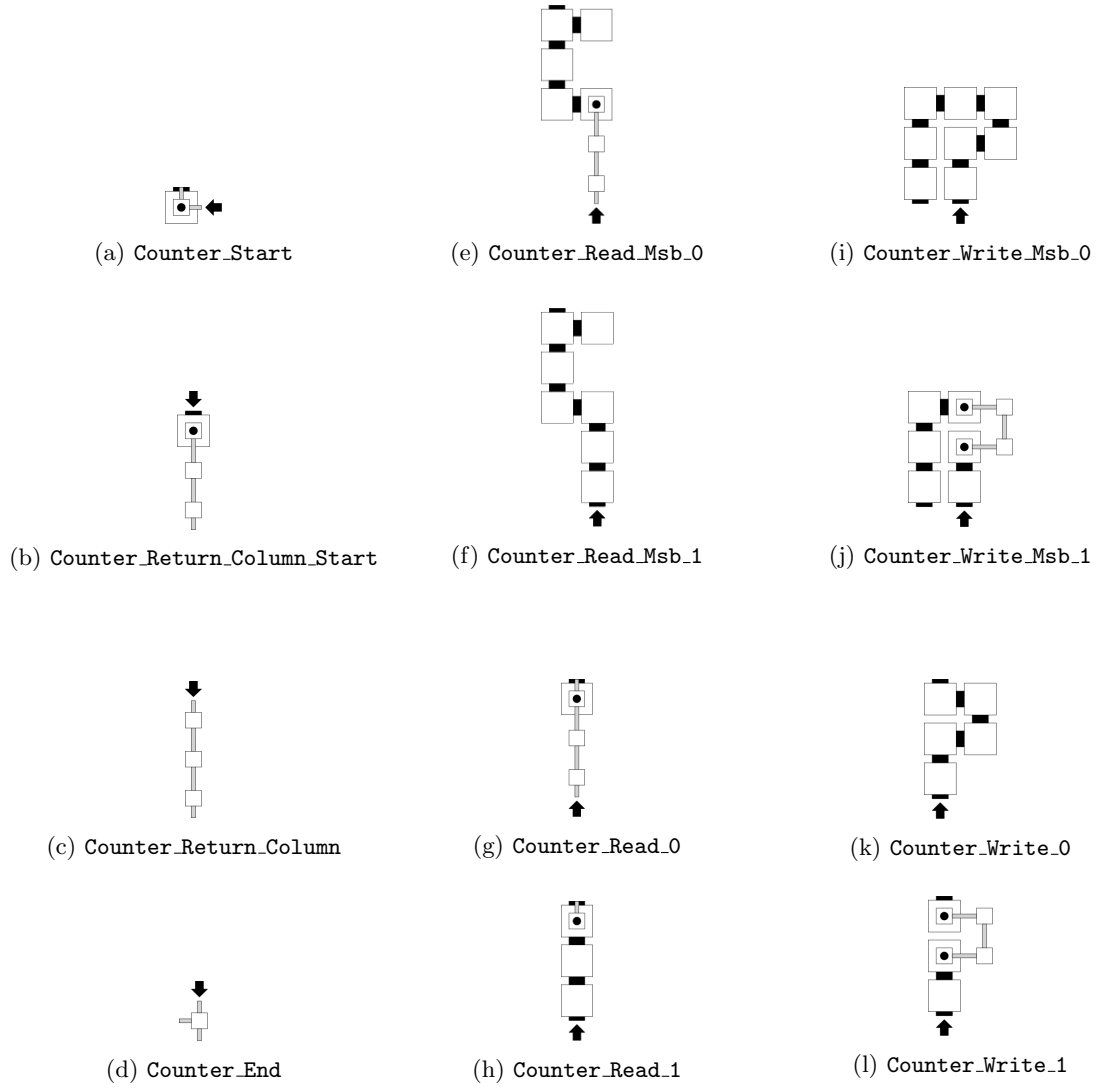 (a) Counter_Start
(e) Counter_Read_Msb_0
(i) Counter_Write_Msb_0
(b) Counter_Return_Column_Start
(f) Counter_Read_Msb_1
(j) Counter_Write_Msb_1
(c) Counter_Return_Column
(g) Counter_Read_0
(k) Counter_Write_0
(d) Counter_End
(h) Counter_Read_1
(l) Counter_Write_1